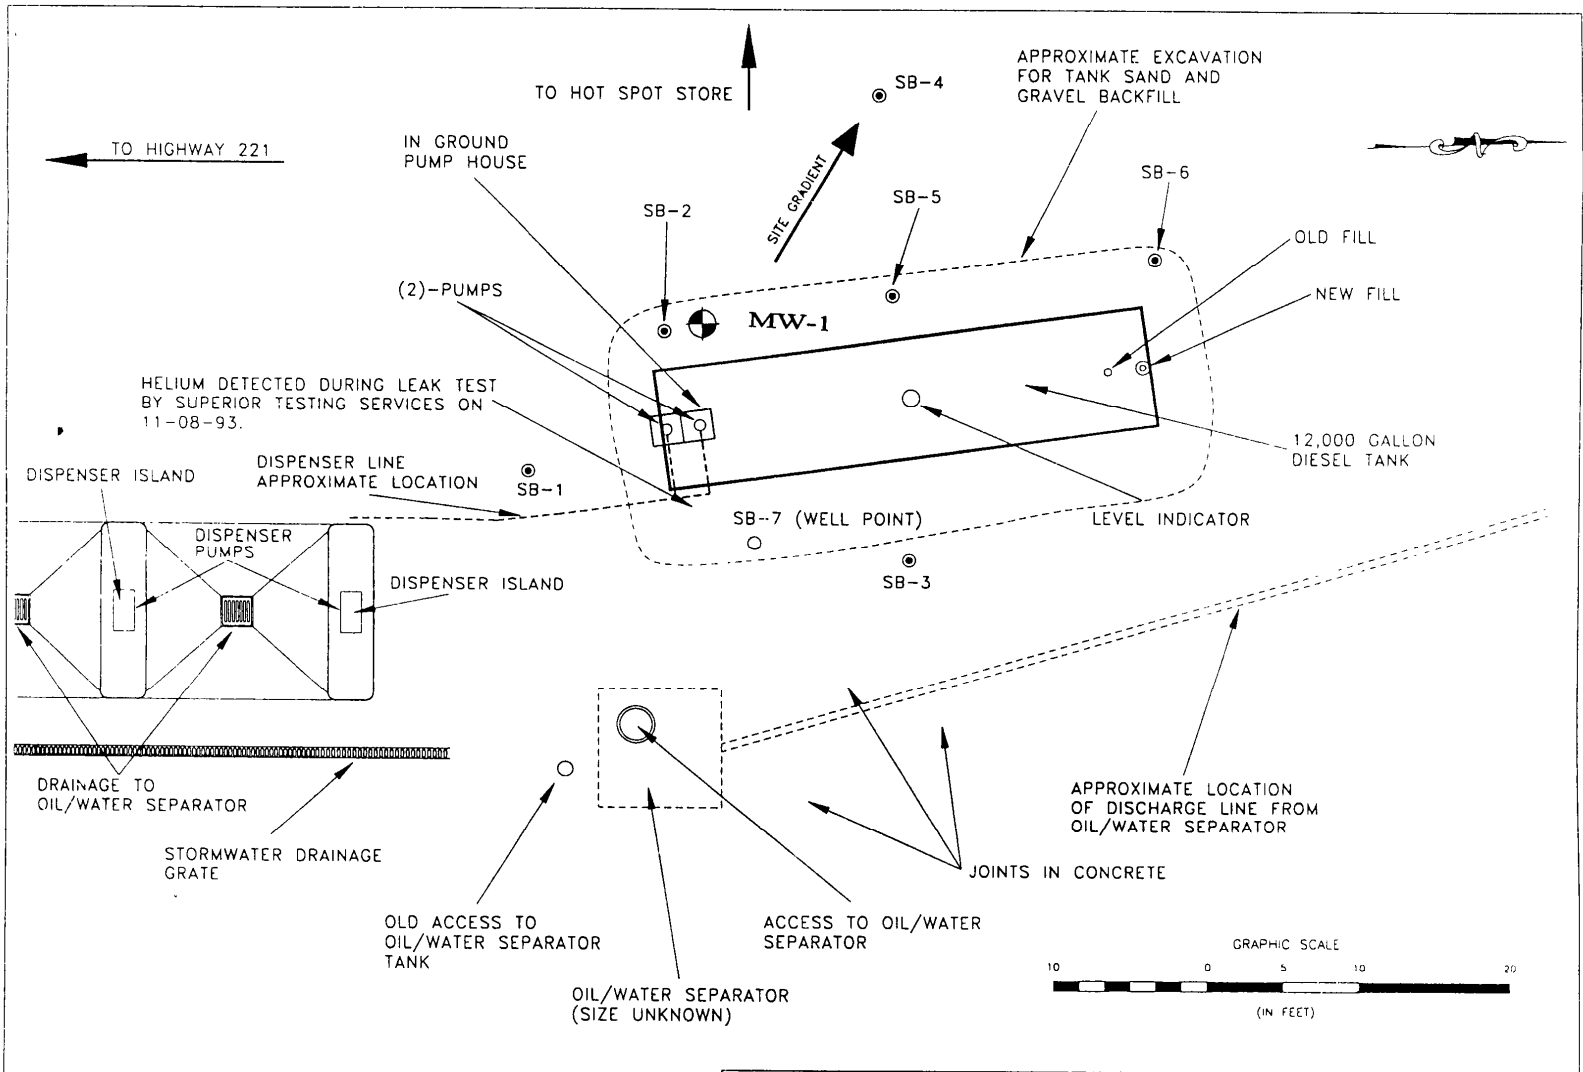 APPROXIMATE EXCAVATION
FOR TANK SAND AND
GRAVEL BACKFILL
SB-4
TO HOT SPOT STORE
TO HIGHWAY 221
IN GROUND
PUMP HOUSE
SITE GRADIENT
SB-6
SB-5
SB-2
OLD FILL
(2)-PUMPS
NEW FILL
MW-1
HELIUM DETECTED DURING LEAK TEST
BY SUPERIOR TESTING SERVICES ON
11-08-93.
12,000 GALLON
DIESEL TANK
DISPENSER LINE
APPROXIMATE LOCATION
DISPENSER ISLAND
SB-1
SB-7 (WELL POINT)
LEVEL INDICATOR
DISPENSER
PUMPS
DISPENSER ISLAND
SB-3
DRAINAGE TO
OIL/WATER SEPARATOR
APPROXIMATE LOCATION
OF DISCHARGE LINE FROM
OIL/WATER SEPARATOR
STORMWATER DRAINAGE
GRATE
JOINTS IN CONCRETE
OLD ACCESS TO
OIL/WATER SEPARATOR
TANK
ACCESS TO OIL/WATER
SEPARATOR
OIL/WATER SEPARATOR
(SIZE UNKNOWN)
GRAPHIC SCALE
10 0 5 10 20
(IN FEET)